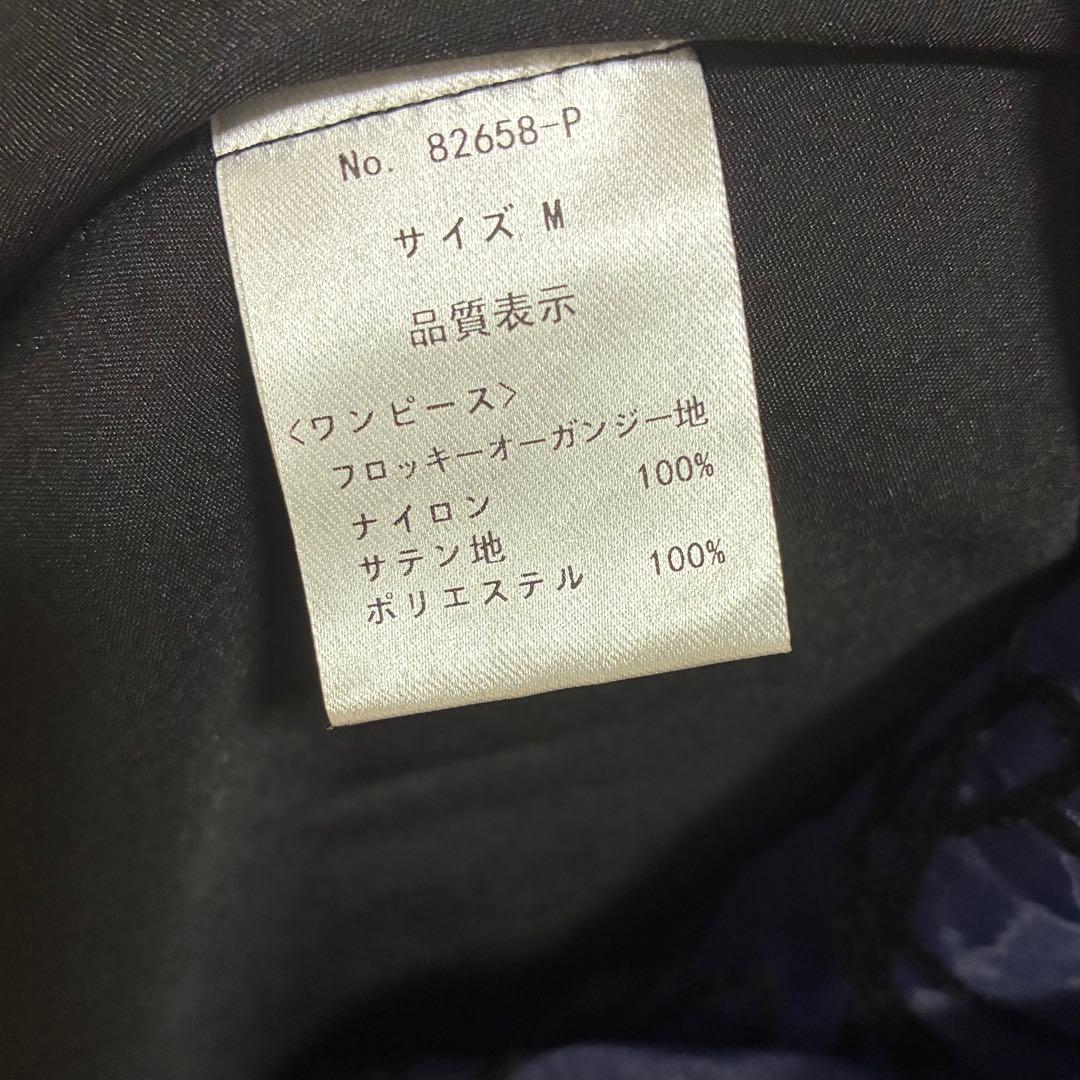 No. 82658-P
サイズ M
品質表示
<ワンピース>
フロッキーオーガンジー地
ナイロン 100%
サテン地
ポリエステル 100%